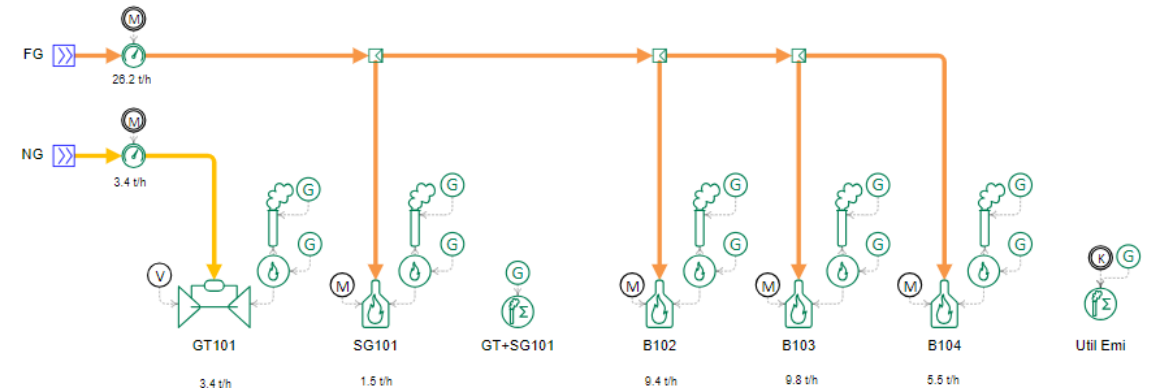 M
FG
26.2 t/h
M
NG
3.4 t/h
G G G G G
G G G G G
V M G M M M K G
Σ Σ
GT101 SG101 GT+SG101 B102 B103 B104 Util Emi
3.4 t/h 1.5 t/h 9.4 t/h 9.8 t/h 5.5 t/h